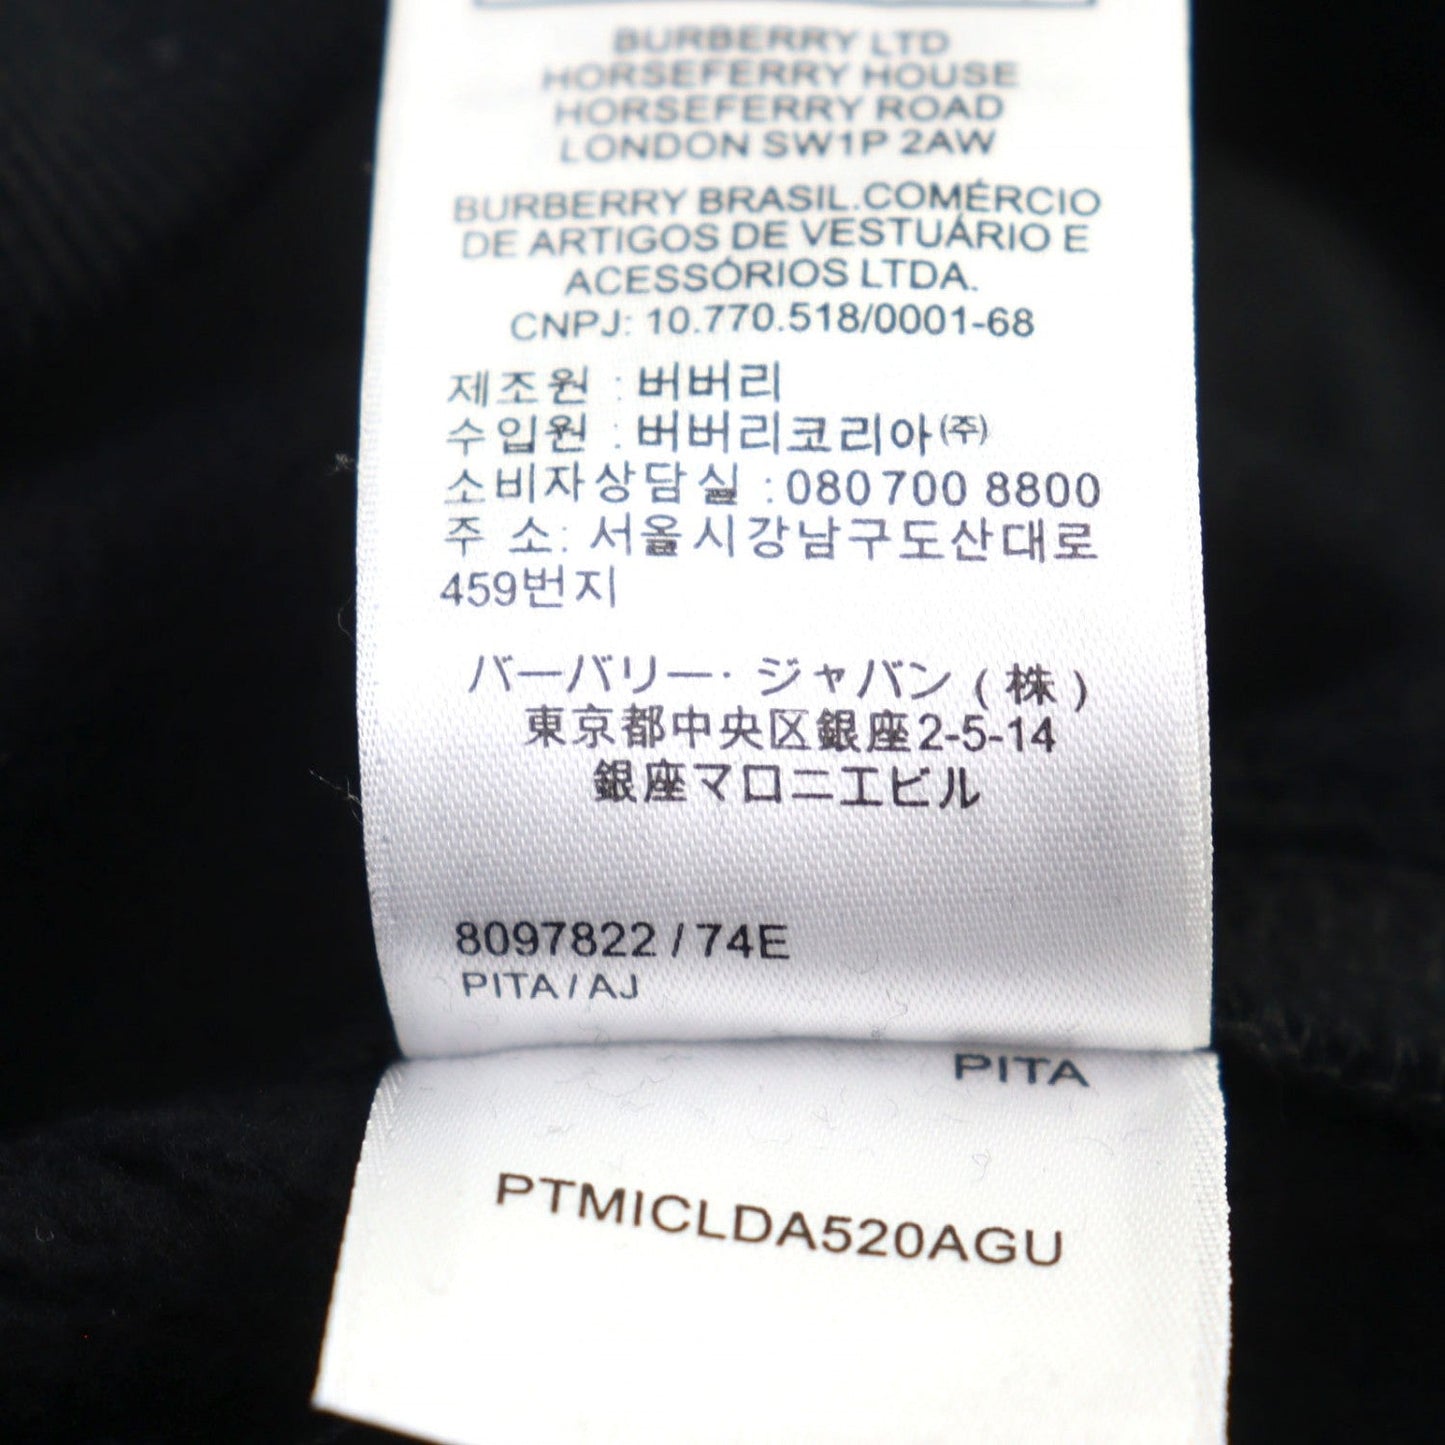 BURBERRY LTD
HORSEFERRY HOUSE
HORSEFERRY ROAD
LONDON SW1P 2AW
BURBERRY BRASIL.COMÉRCIO
DE ARTIGOS DE VESTUÁRIO E
ACESSÓRIOS LTDA.
CNPJ: 10.770.518/0001-68
제조원 : 버버리
수입원 : 버버리코리아(주)
소비자상담실 : 080 700 8800
주 소: 서울시강남구도산대로
459번지
バーバリー・ジャパン(株)
東京都中央区銀座2-5-14
銀座マロニエビル
8097822 / 74E
PITA / AJ
PITA
PTMICLDA520AGU